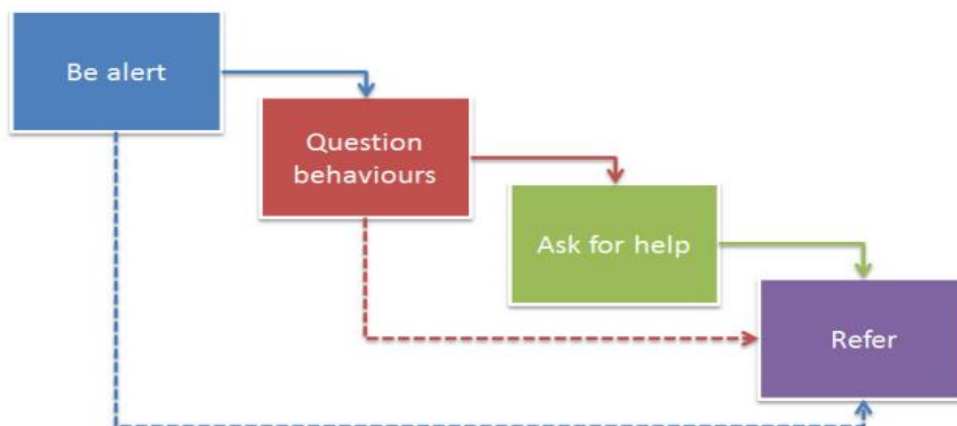 Be alert
Question
behaviours
Ask for help
Refer